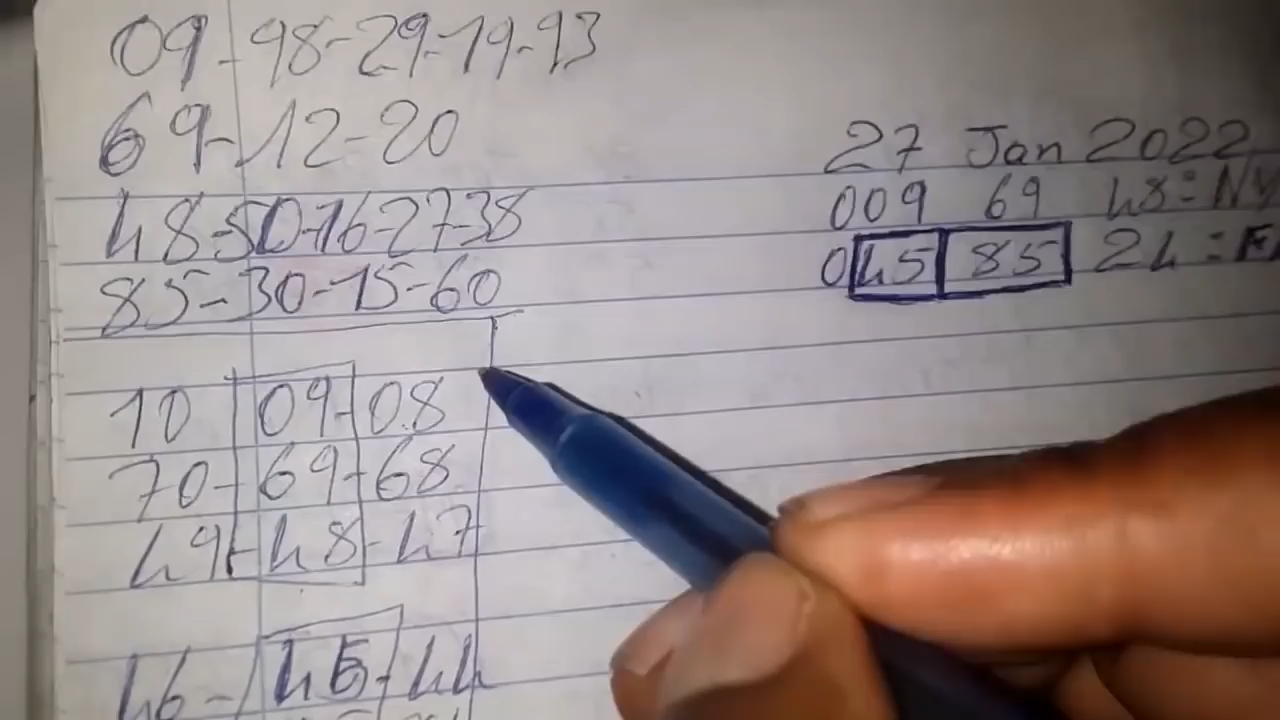 09-98-29-19-93
69-12-20
48-50-16-27-38
85-30-15-60
10 09-08
70-69-68
49-48-47
46-45-44
27 Jan 2022
009 69 48=NY
045 85 24=F